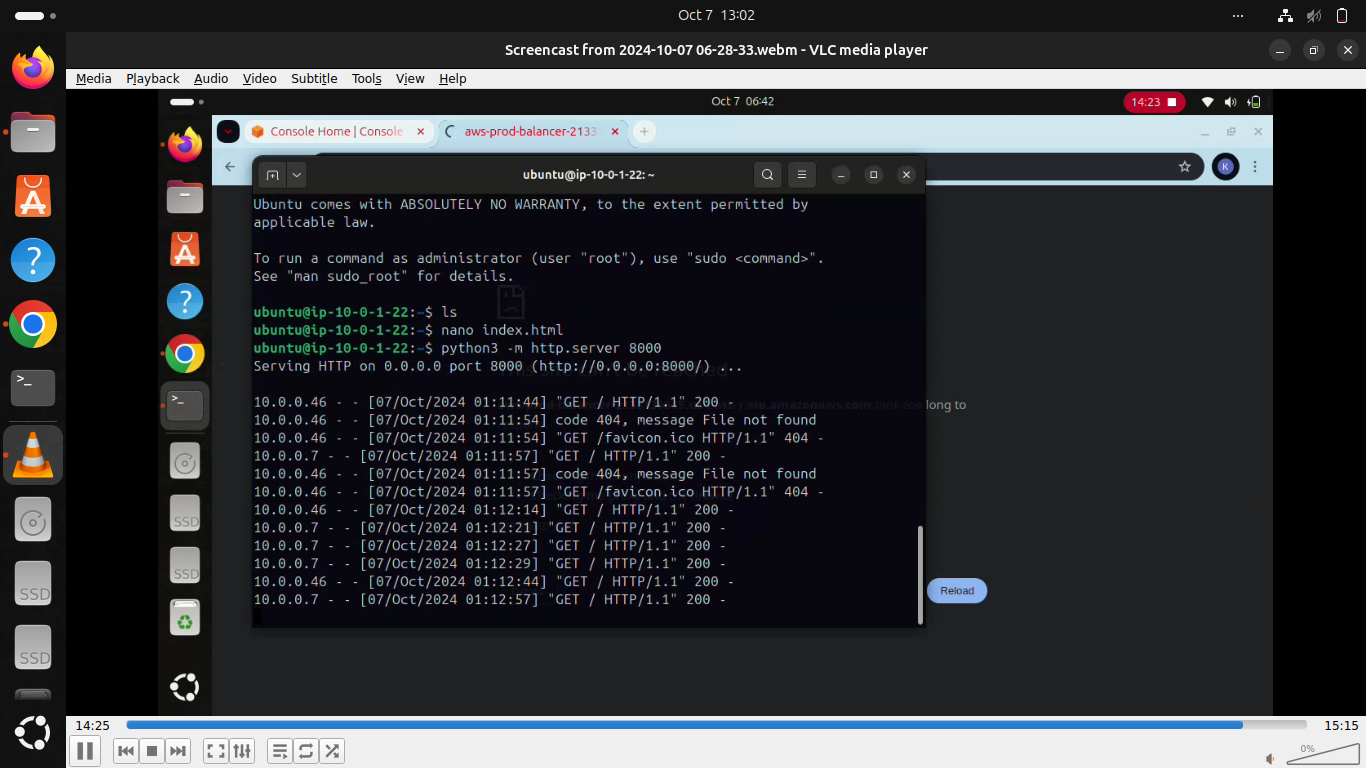 Oct 7 13:02
Screencast from 2024-10-07 06-28-33.webm - VLC media player
Media Playback Audio Video Subtitle Tools View Help
Oct 7 06:42
14:23
Console Home | Console
aws-prod-balancer-2133
K
ubuntu@ip-10-0-1-22: ~
Ubuntu comes with ABSOLUTELY NO WARRANTY, to the extent permitted by
applicable law.
To run a command as administrator (user "root"), use "sudo <command>".
See "man sudo_root" for details.
ubuntu@ip-10-0-1-22:~$ ls
ubuntu@ip-10-0-1-22:~$ nano index.html
ubuntu@ip-10-0-1-22:~$ python3 -m http.server 8000
Serving HTTP on 0.0.0.0 port 8000 (http://0.0.0.0:8000/) ...
10.0.0.46 - - [07/Oct/2024 01:11:44] "GET / HTTP/1.1" 200 -
10.0.0.46 - - [07/Oct/2024 01:11:54] code 404, message File not found
10.0.0.46 - - [07/Oct/2024 01:11:54] "GET /favicon.ico HTTP/1.1" 404 -
10.0.0.7 - - [07/Oct/2024 01:11:57] "GET / HTTP/1.1" 200 -
10.0.0.46 - - [07/Oct/2024 01:11:57] code 404, message File not found
10.0.0.46 - - [07/Oct/2024 01:11:57] "GET /favicon.ico HTTP/1.1" 404 -
10.0.0.46 - - [07/Oct/2024 01:12:14] "GET / HTTP/1.1" 200 -
10.0.0.7 - - [07/Oct/2024 01:12:21] "GET / HTTP/1.1" 200 -
10.0.0.7 - - [07/Oct/2024 01:12:27] "GET / HTTP/1.1" 200 -
10.0.0.7 - - [07/Oct/2024 01:12:29] "GET / HTTP/1.1" 200 -
10.0.0.46 - - [07/Oct/2024 01:12:44] "GET / HTTP/1.1" 200 -
10.0.0.7 - - [07/Oct/2024 01:12:57] "GET / HTTP/1.1" 200 -
long to
Reload
SSD
SSD
SSD
SSD
14:25
15:15
0%